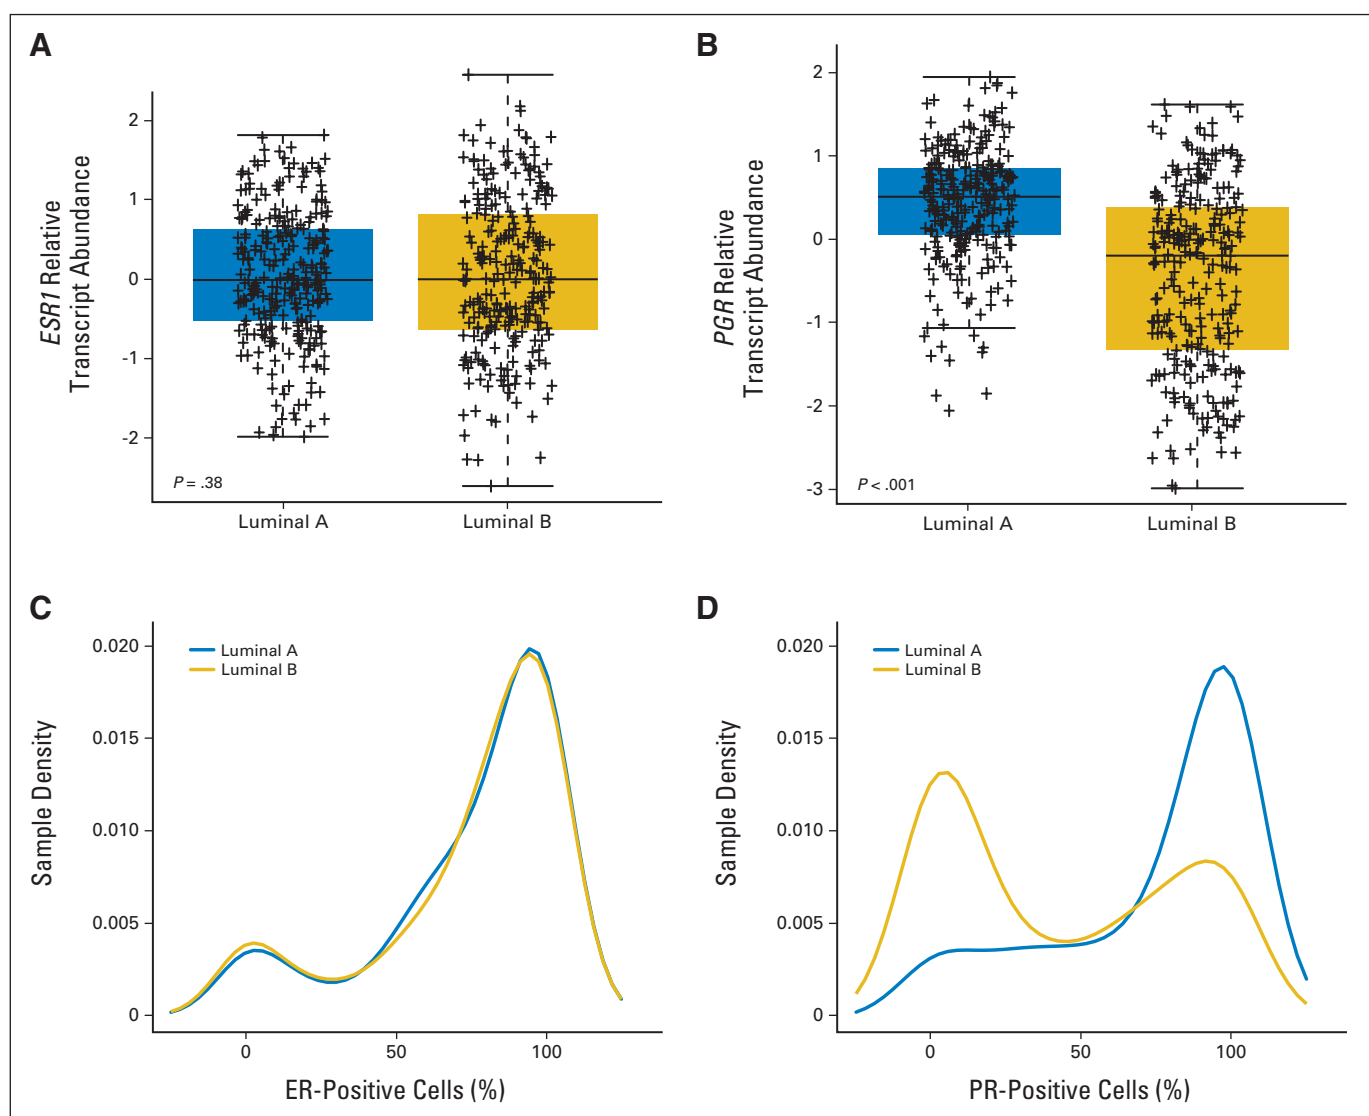 A
ESR1 Relative
Transcript Abundance
2
1
0
-1
-2
P = .38
Luminal A
Luminal B
B
PGR Relative
Transcript Abundance
2
1
0
-1
-2
-3
P < .001
Luminal A
Luminal B
C
Sample Density
0.020
0.015
0.010
0.005
0
Luminal A
Luminal B
0
50
100
ER-Positive Cells (%)
D
Sample Density
0.020
0.015
0.010
0.005
0
Luminal A
Luminal B
0
50
100
PR-Positive Cells (%)